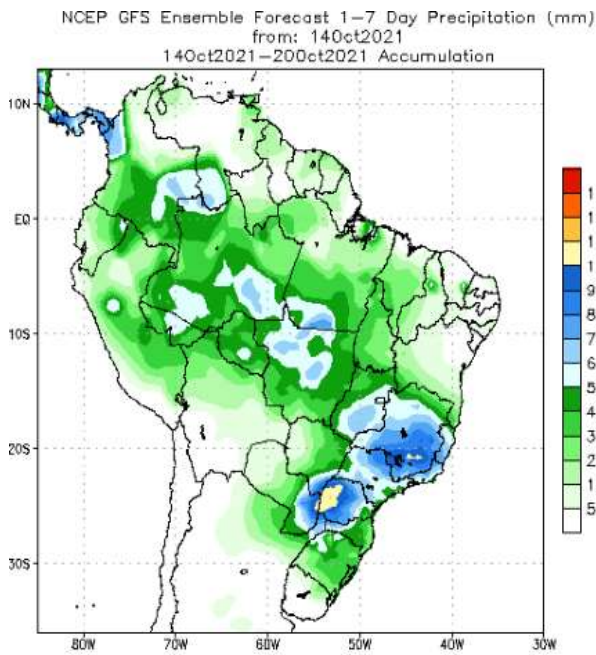 NCEP GFS Ensemble Forecast 1–7 Day Precipitation (mm)
from: 14Oct2021
14Oct2021–20Oct2021 Accumulation
10N
EQ
10S
20S
30S
80W
70W
60W
50W
40W
30W
1
1
1
1
1
9
8
7
6
5
4
3
2
1
5